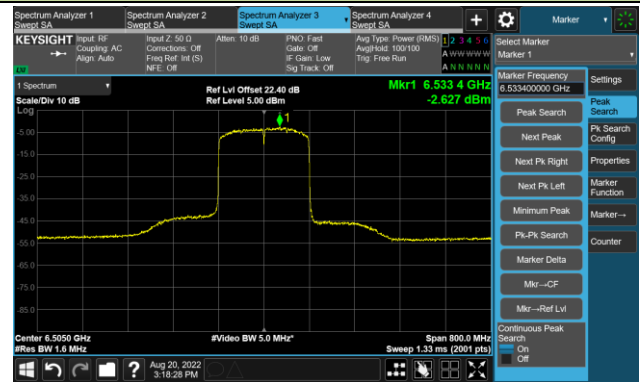 Spectrum Analyzer 1
Swept SA
Spectrum Analyzer 2
Swept SA
Spectrum Analyzer 3
Swept SA
Spectrum Analyzer 4
Swept SA
Marker
KEYSIGHT
Input: RF
Coupling: AC
Align: Auto
Input Z: 50 Ω
Corrections: Off
Freq Ref: Int (S)
NFE: Off
Atten: 10 dB
PNO: Fast
Gate: Off
IF Gain: Low
Sig Track: Off
Avg Type: Power (RMS)
Avg|Hold: 100/100
Trig: Free Run
1 2 3 4 5 6
A W W W W W
A N N N N N
LXI
Select Marker
Marker 1
1 Spectrum
Scale/Div 10 dB
Log
Ref Lvl Offset 22.40 dB
Ref Level 5.00 dBm
Mkr1 6.533 4 GHz
-2.627 dBm
1
-5.00
-15.0
-25.0
-35.0
-45.0
-55.0
-65.0
-75.0
-85.0
Center 6.5050 GHz
#Res BW 1.6 MHz
#Video BW 5.0 MHz*
Span 800.0 MHz
Sweep 1.33 ms (2001 pts)
Marker Frequency
6.533400000 GHz
Peak Search
Next Peak
Next Pk Right
Next Pk Left
Minimum Peak
Pk-Pk Search
Marker Delta
Mkr→CF
Mkr→Ref Lvl
Continuous Peak
Search
On
Off
Settings
Peak
Search
Pk Search
Config
Properties
Marker
Function
Marker→
Counter
?
Aug 20, 2022
3:18:28 PM